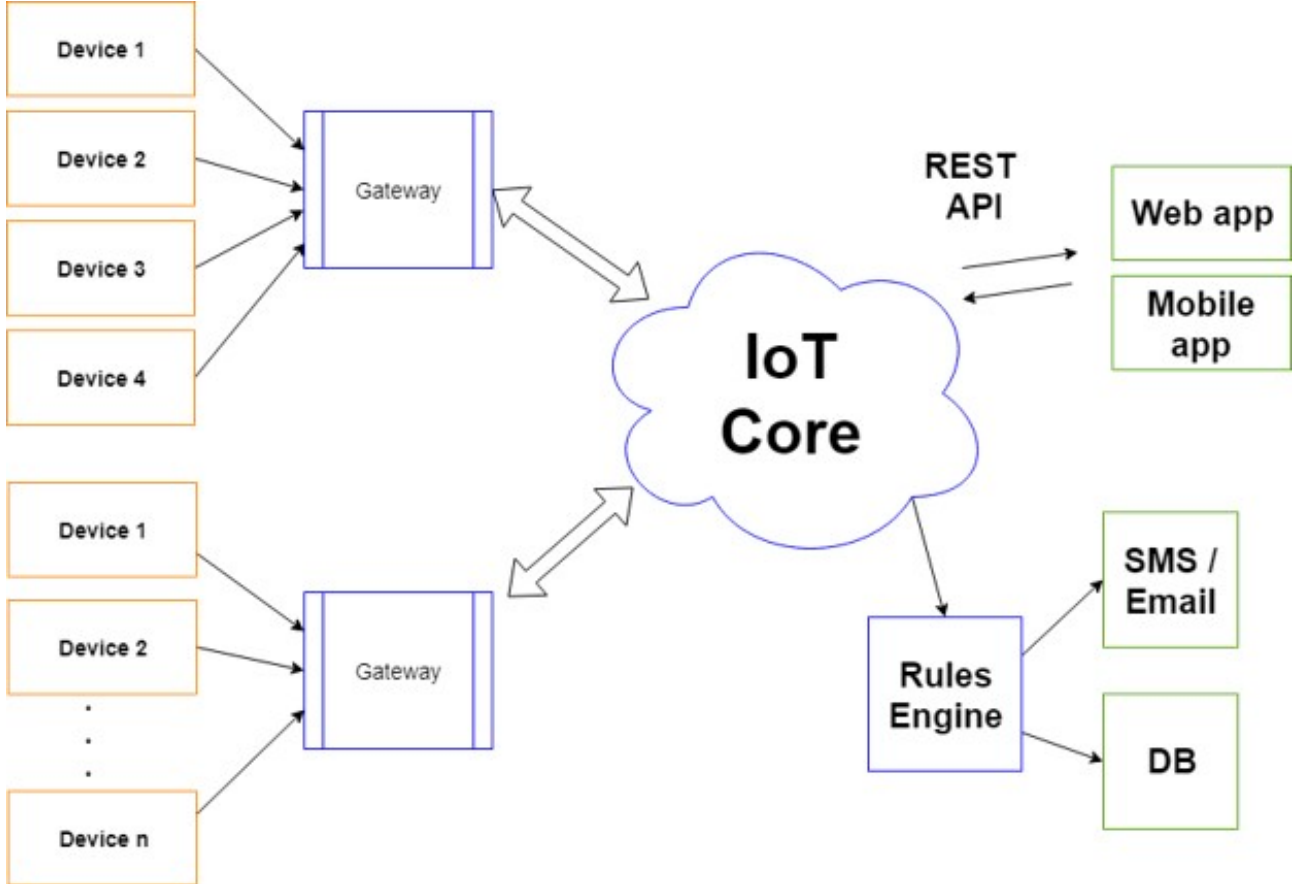 Device 1
Device 2
Device 3
Device 4
Gateway
Device 1
Device 2
Device n
Gateway
IoT
Core
REST
API
Web app
Mobile
app
Rules
Engine
SMS /
Email
DB